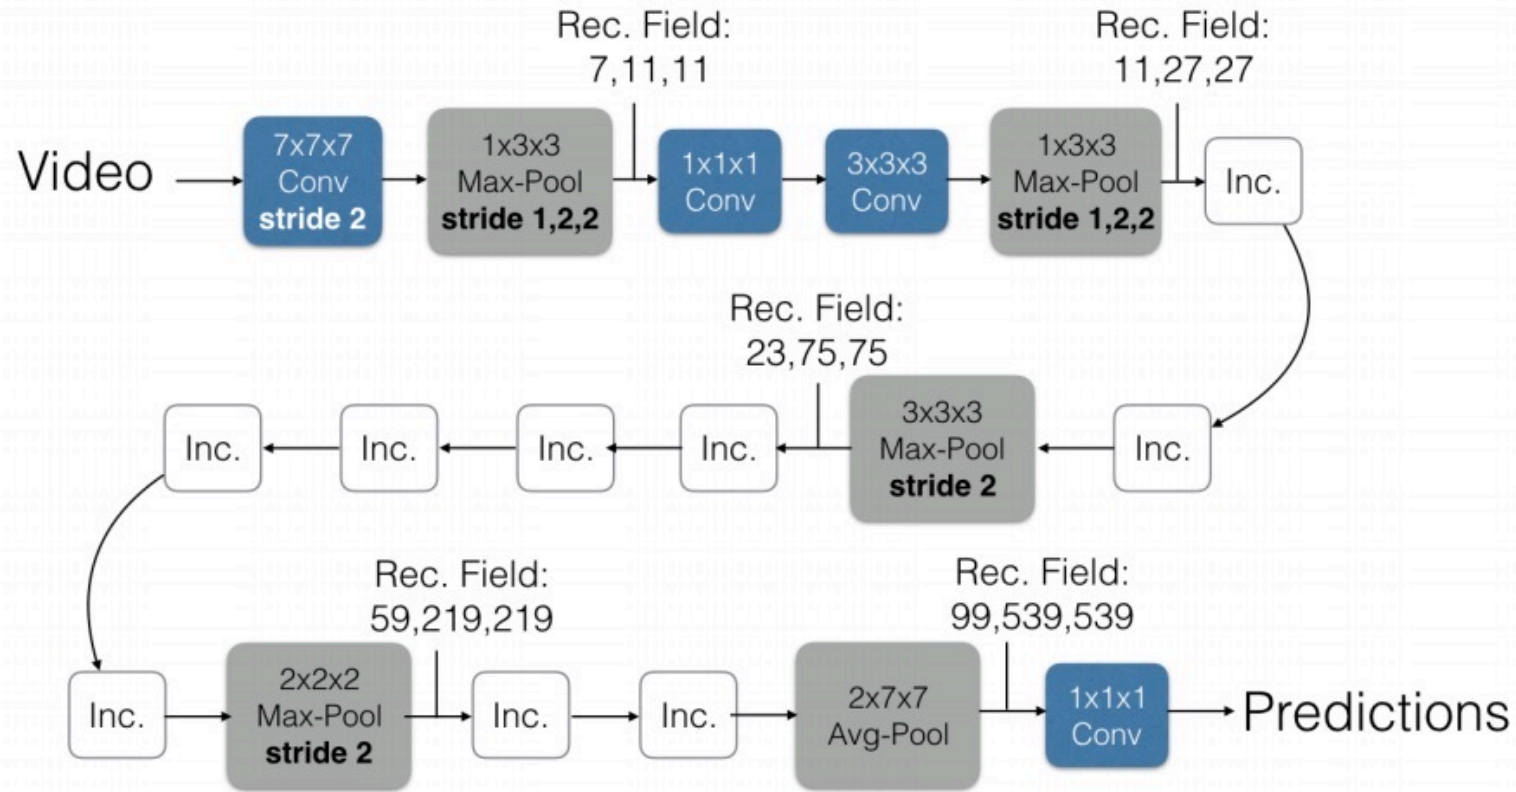 Rec. Field:
7,11,11
Rec. Field:
11,27,27
Video
7x7x7
Conv
stride 2
1x3x3
Max-Pool
stride 1,2,2
1x1x1
Conv
3x3x3
Conv
1x3x3
Max-Pool
stride 1,2,2
Inc.
Rec. Field:
23,75,75
Inc.
3x3x3
Max-Pool
stride 2
Inc.
Inc.
Inc.
Inc.
Rec. Field:
59,219,219
Rec. Field:
99,539,539
Inc.
2x2x2
Max-Pool
stride 2
Inc.
Inc.
2x7x7
Avg-Pool
1x1x1
Conv
Predictions